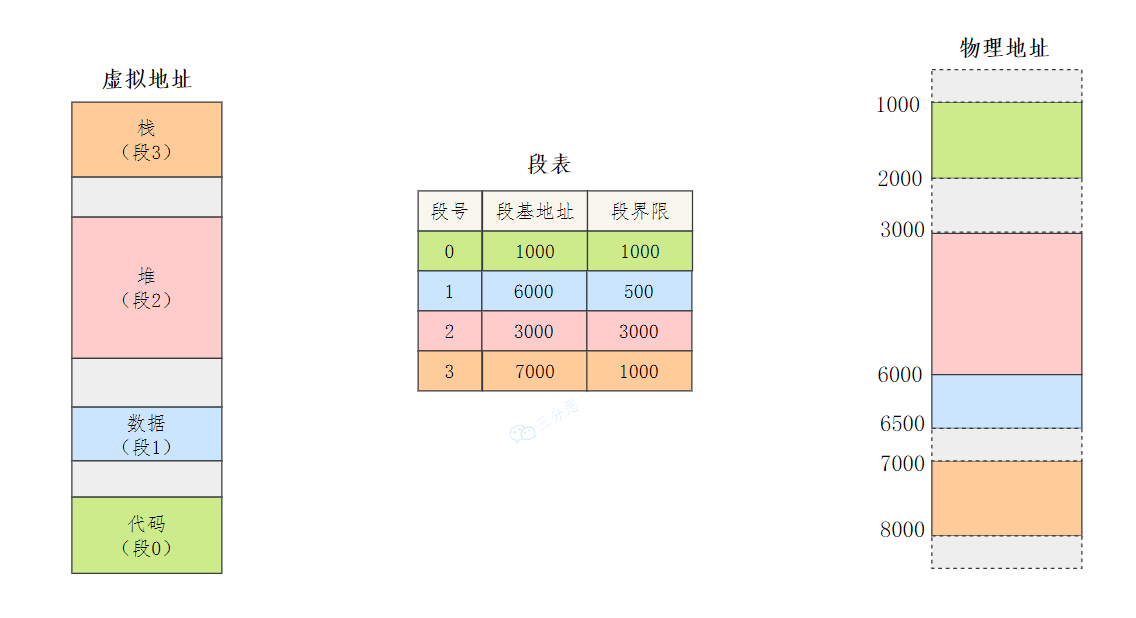 虚拟地址
栈
（段3）
堆
（段2）
数据
（段1）
代码
（段0）
段表
段号 段基地址 段界限
0 1000 1000
1 6000 500
2 3000 3000
3 7000 1000
三分恶
物理地址
1000
2000
3000
6000
6500
7000
8000